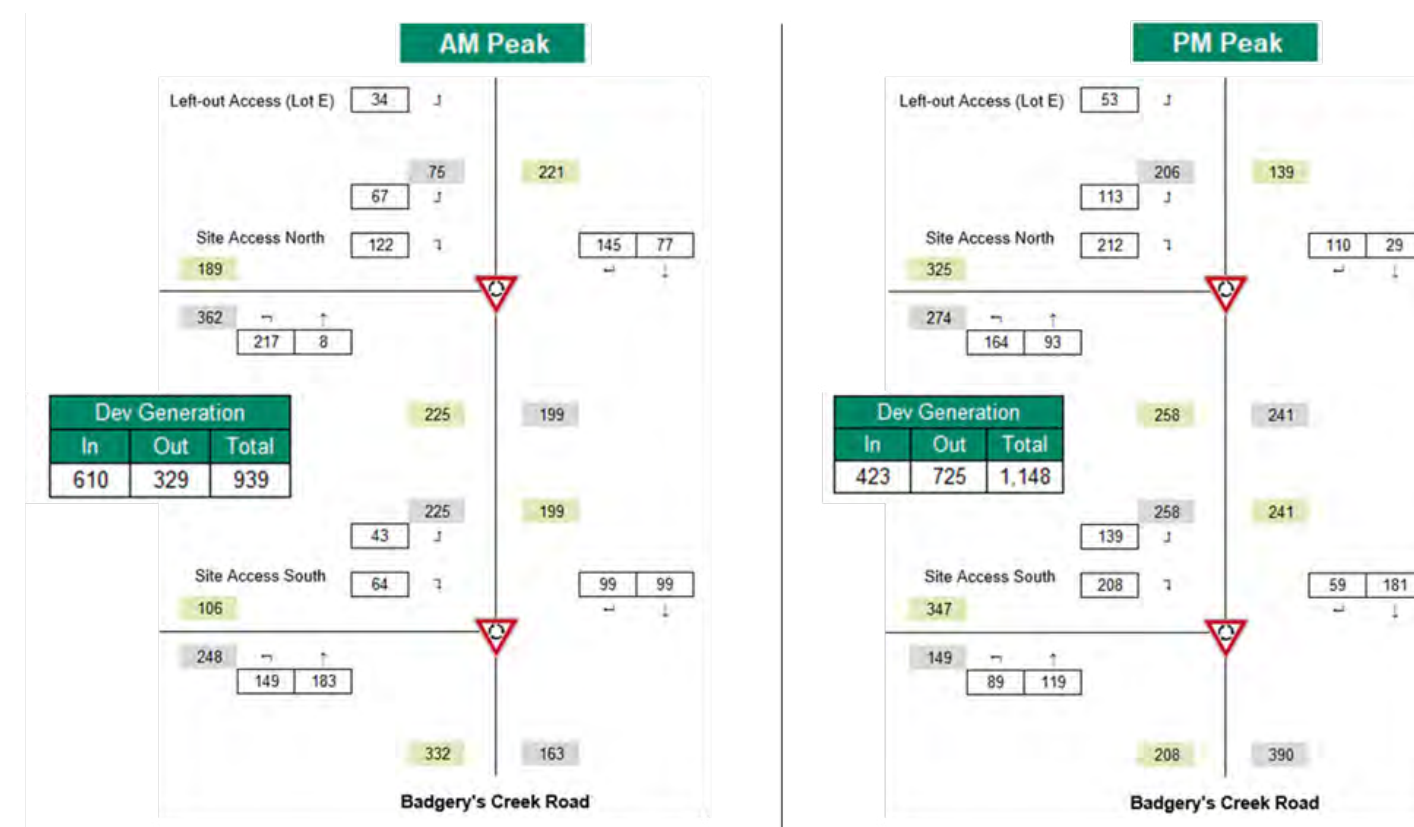 AM Peak
Left-out Access (Lot E) 34
75 221
67
Site Access North 122 145 77
189
362
217 8
225 199
Dev Generation
In Out Total
610 329 939
225 199
43
Site Access South 64 99 99
106
248
149 183
332 163
Badgery's Creek Road
PM Peak
Left-out Access (Lot E) 53
206 139
113
Site Access North 212 110 29
325
274
164 93
258 241
Dev Generation
In Out Total
423 725 1,148
258 241
139
Site Access South 208 59 181
347
149
89 119
208 390
Badgery's Creek Road